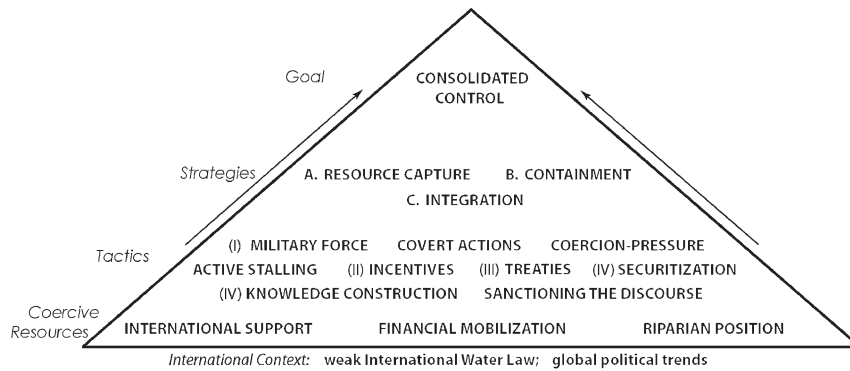 Goal
CONSOLIDATED
CONTROL
Strategies
A. RESOURCE CAPTURE B. CONTAINMENT
C. INTEGRATION
Tactics
(I) MILITARY FORCE COVERT ACTIONS COERCION-PRESSURE
ACTIVE STALLING (II) INCENTIVES (III) TREATIES (IV) SECURITIZATION
(IV) KNOWLEDGE CONSTRUCTION SANCTIONING THE DISCOURSE
Coercive
Resources
INTERNATIONAL SUPPORT FINANCIAL MOBILIZATION RIPARIAN POSITION
International Context: weak International Water Law; global political trends